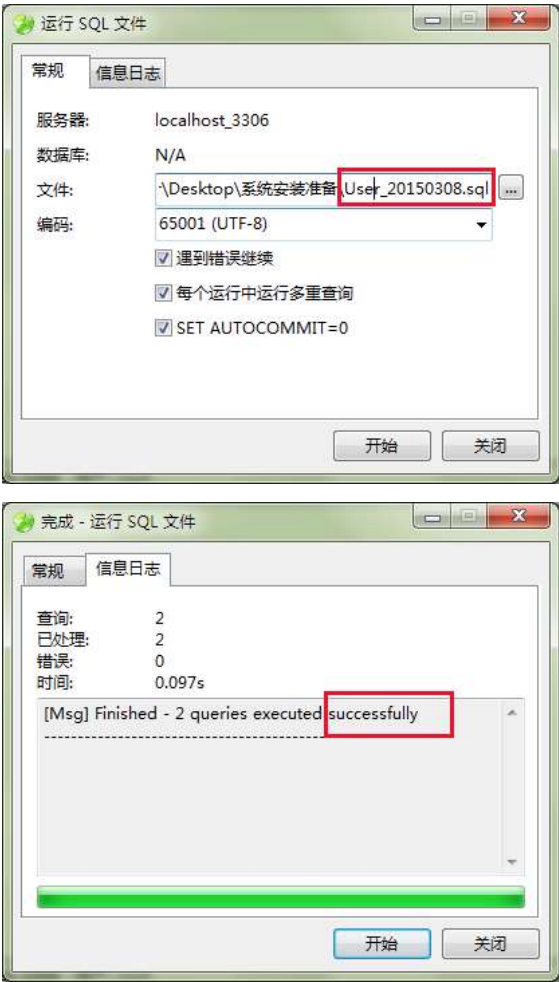 运行 SQL 文件
常规 信息日志
服务器: localhost_3306
数据库: N/A
文件: \Desktop\系统安装准备\User_20150308.sql ...
编码: 65001 (UTF-8)
遇到错误继续
每个运行中运行多重查询
SET AUTOCOMMIT=0
开始 关闭
完成 - 运行 SQL 文件
常规 信息日志
查询: 2
已处理: 2
错误: 0
时间: 0.097s
[Msg] Finished - 2 queries executed successfully
--------------------------------------------------
开始 关闭